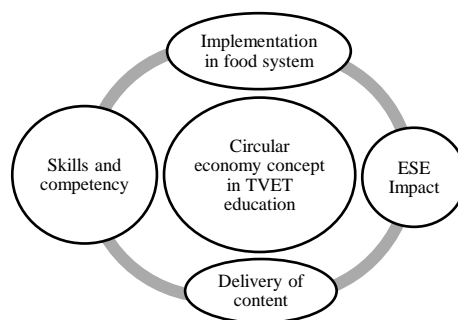 Implementation
in food system
Skills and
competency
Circular
economy concept
in TVET
education
ESE
Impact
Delivery of
content